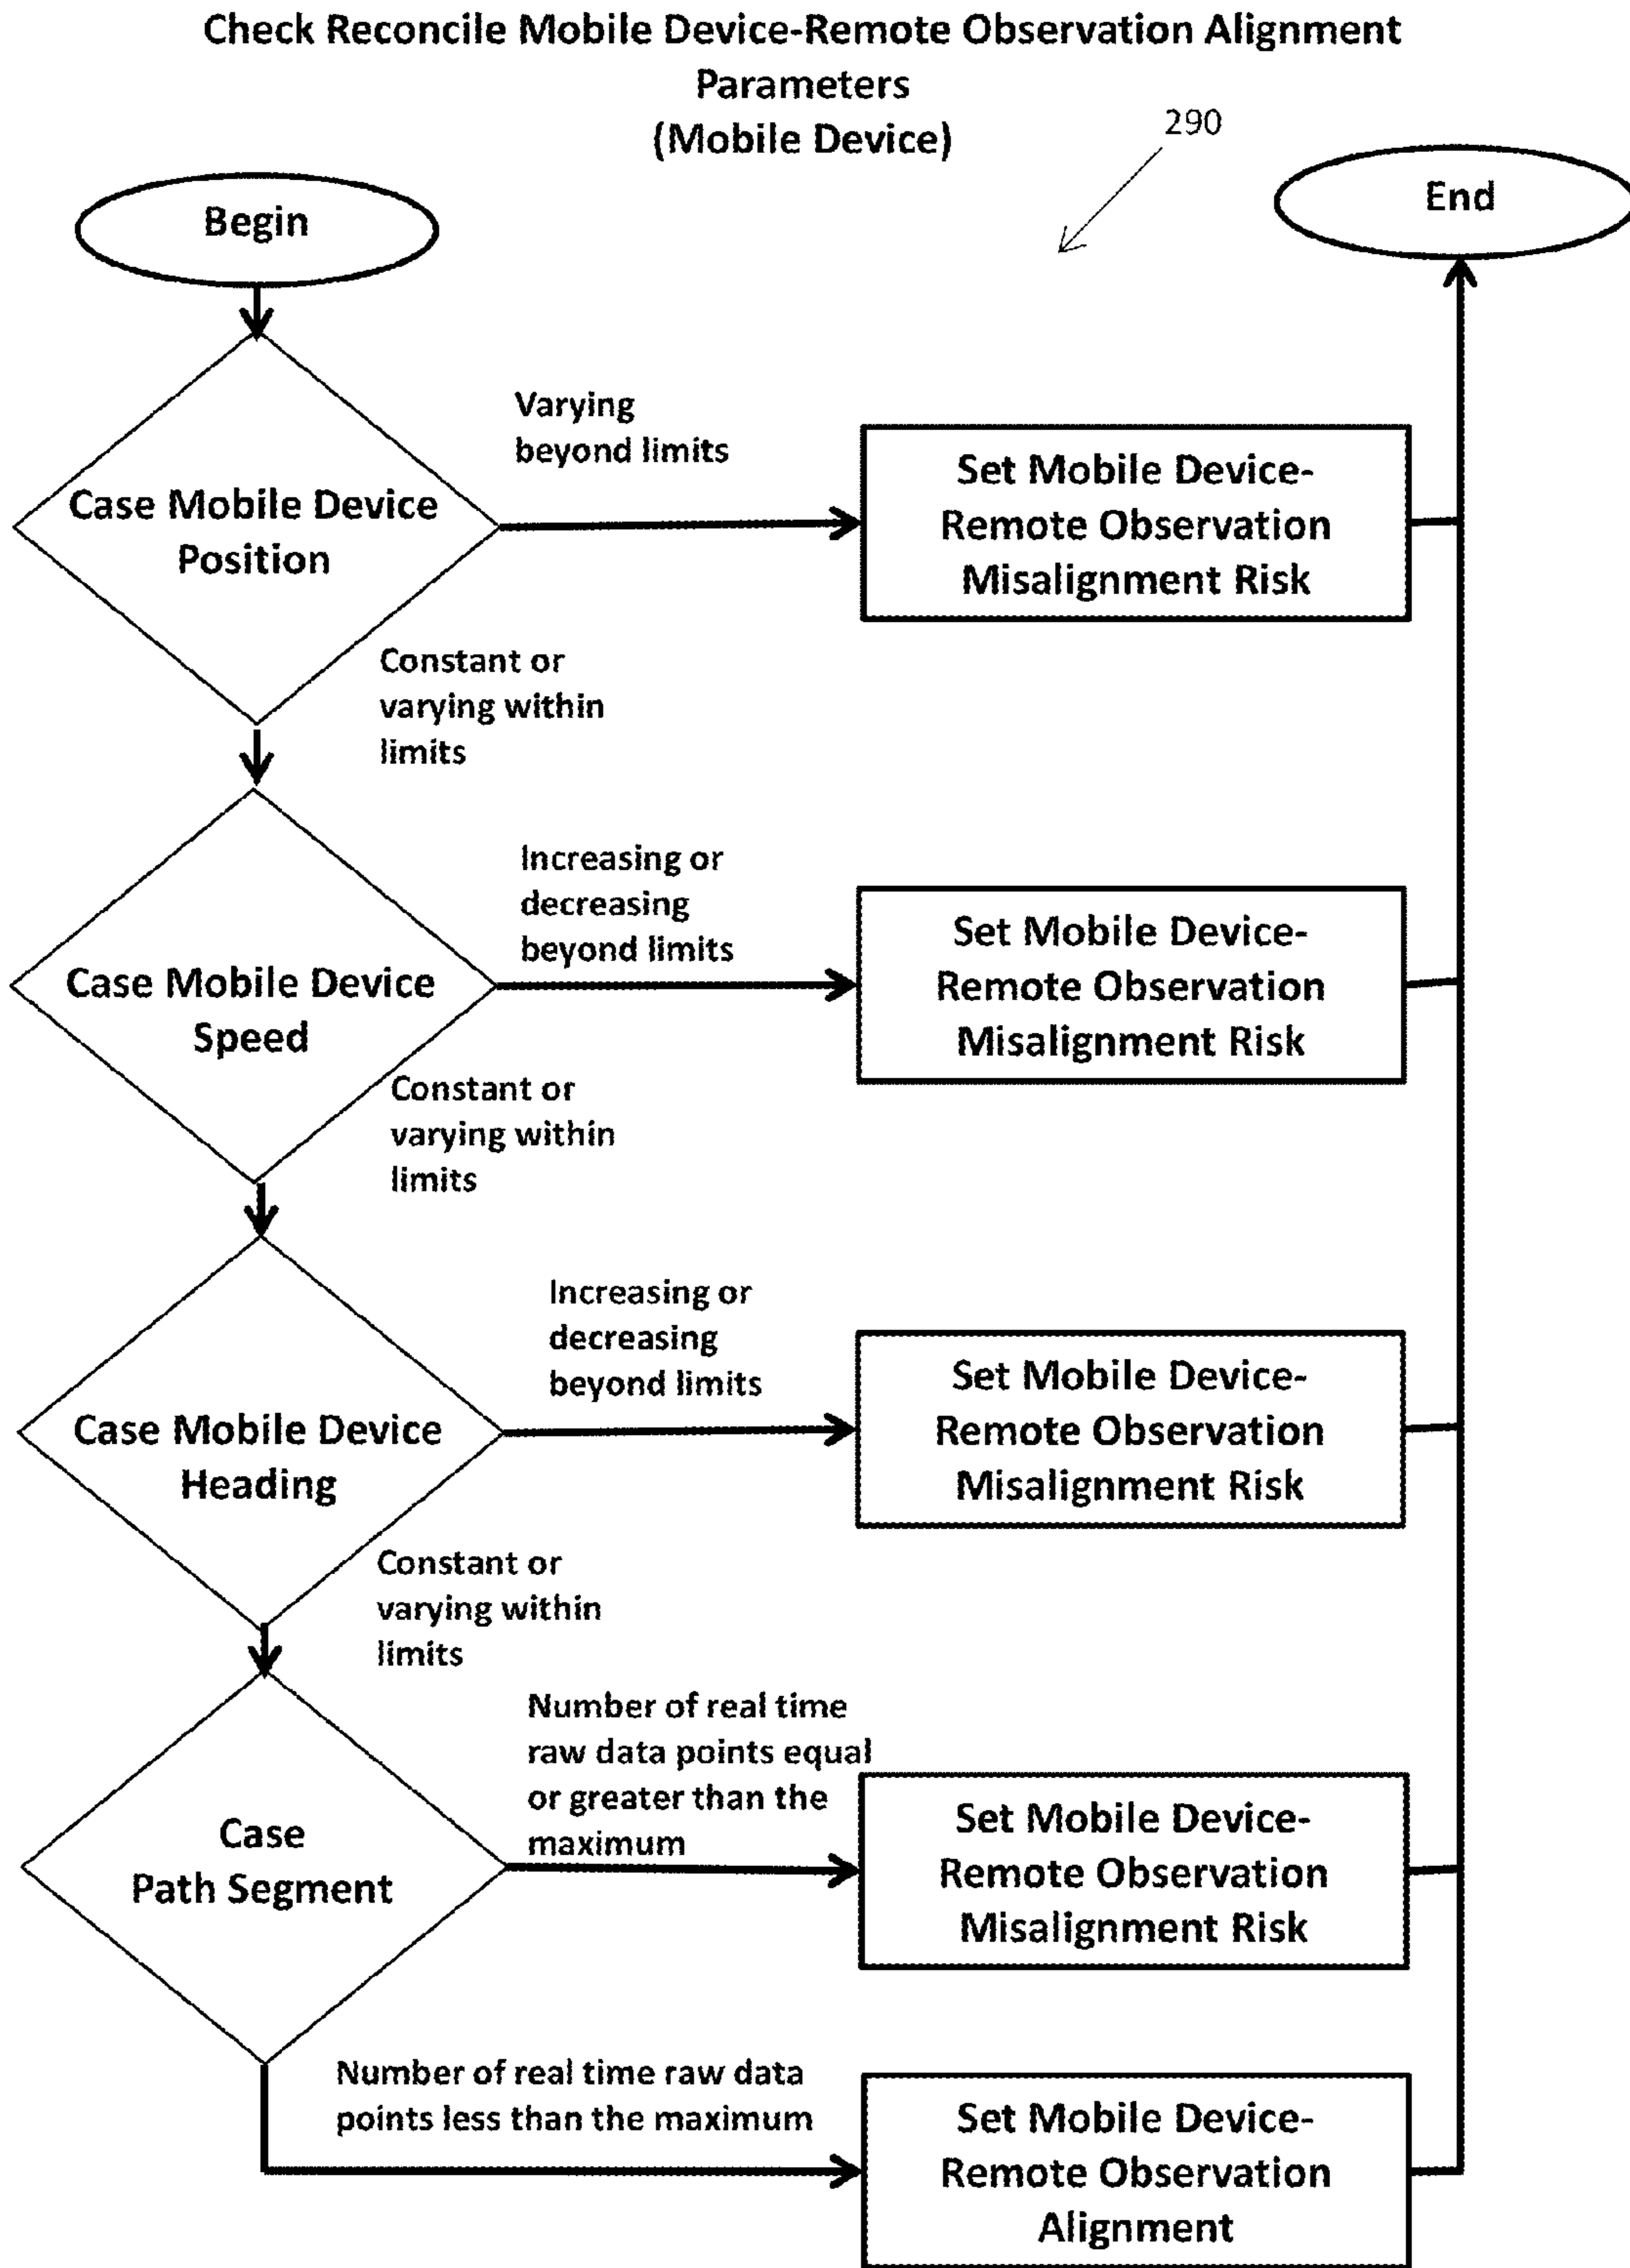 Check Reconcile Mobile Device-Remote Observation Alignment
Parameters
(Mobile Device)
290
Begin
End
Varying
beyond limits
Case Mobile Device
Position
Set Mobile Device-
Remote Observation
Misalignment Risk
Constant or
varying within
limits
Increasing or
decreasing
beyond limits
Case Mobile Device
Speed
Set Mobile Device-
Remote Observation
Misalignment Risk
Constant or
varying within
limits
Increasing or
decreasing
beyond limits
Case Mobile Device
Heading
Set Mobile Device-
Remote Observation
Misalignment Risk
Constant or
varying within
limits
Number of real time
raw data points equal
or greater than the
maximum
Case
Path Segment
Set Mobile Device-
Remote Observation
Misalignment Risk
Number of real time raw data
points less than the maximum
Set Mobile Device-
Remote Observation
Alignment